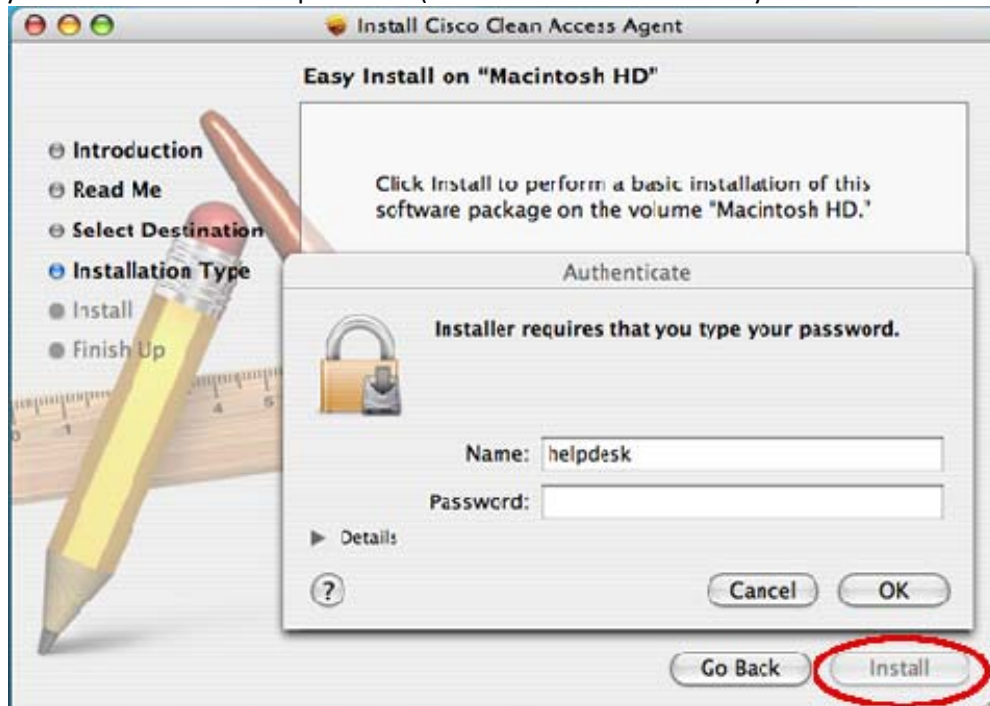 Install Cisco Clean Access Agent
Easy Install on "Macintosh HD"
Introduction
Read Me
Select Destination
Installation Type
Install
Finish Up
Click Install to perform a basic installation of this
software package on the volume "Macintosh HD."
Authenticate
Installer requires that you type your password.
Name: helpdesk
Password:
Details
?
Cancel OK
Go Back Install